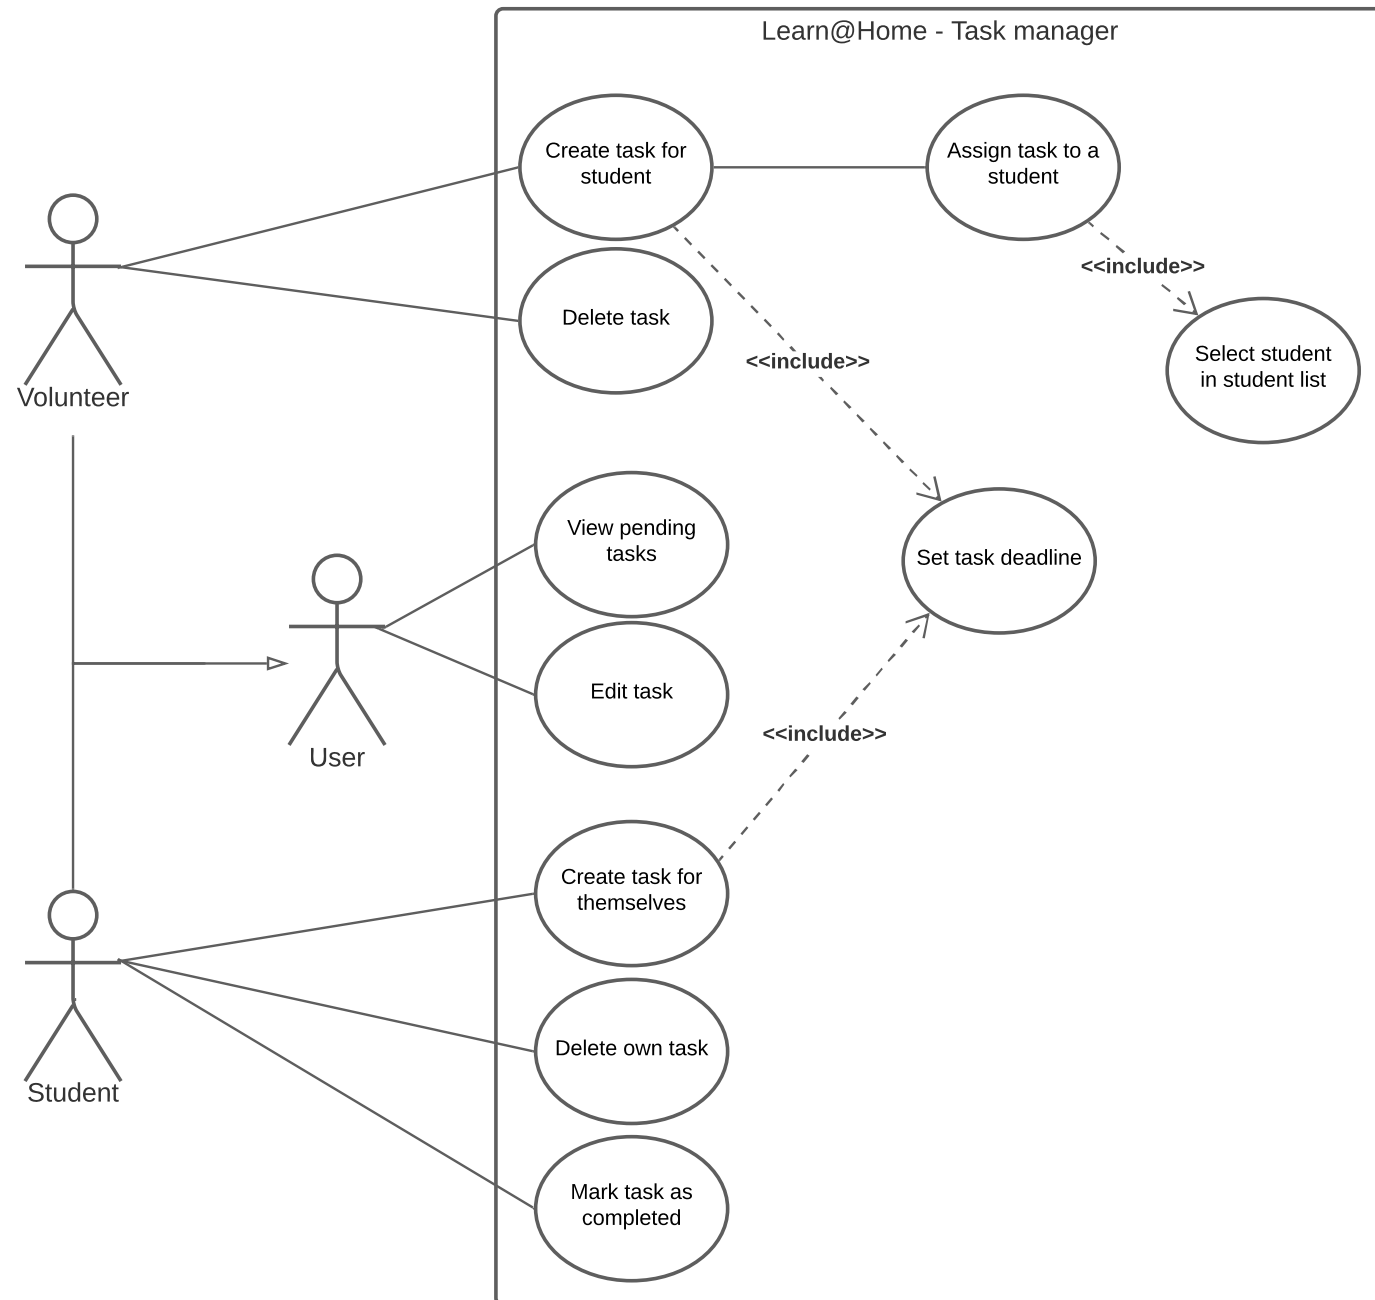 Learn@Home - Task manager
Create task for
student
Assign task to a
student
<<include>>
Delete task
Select student
in student list
<<include>>
Volunteer
View pending
tasks
Set task deadline
Edit task
User
<<include>>
Create task for
themselves
Delete own task
Student
Mark task as
completed